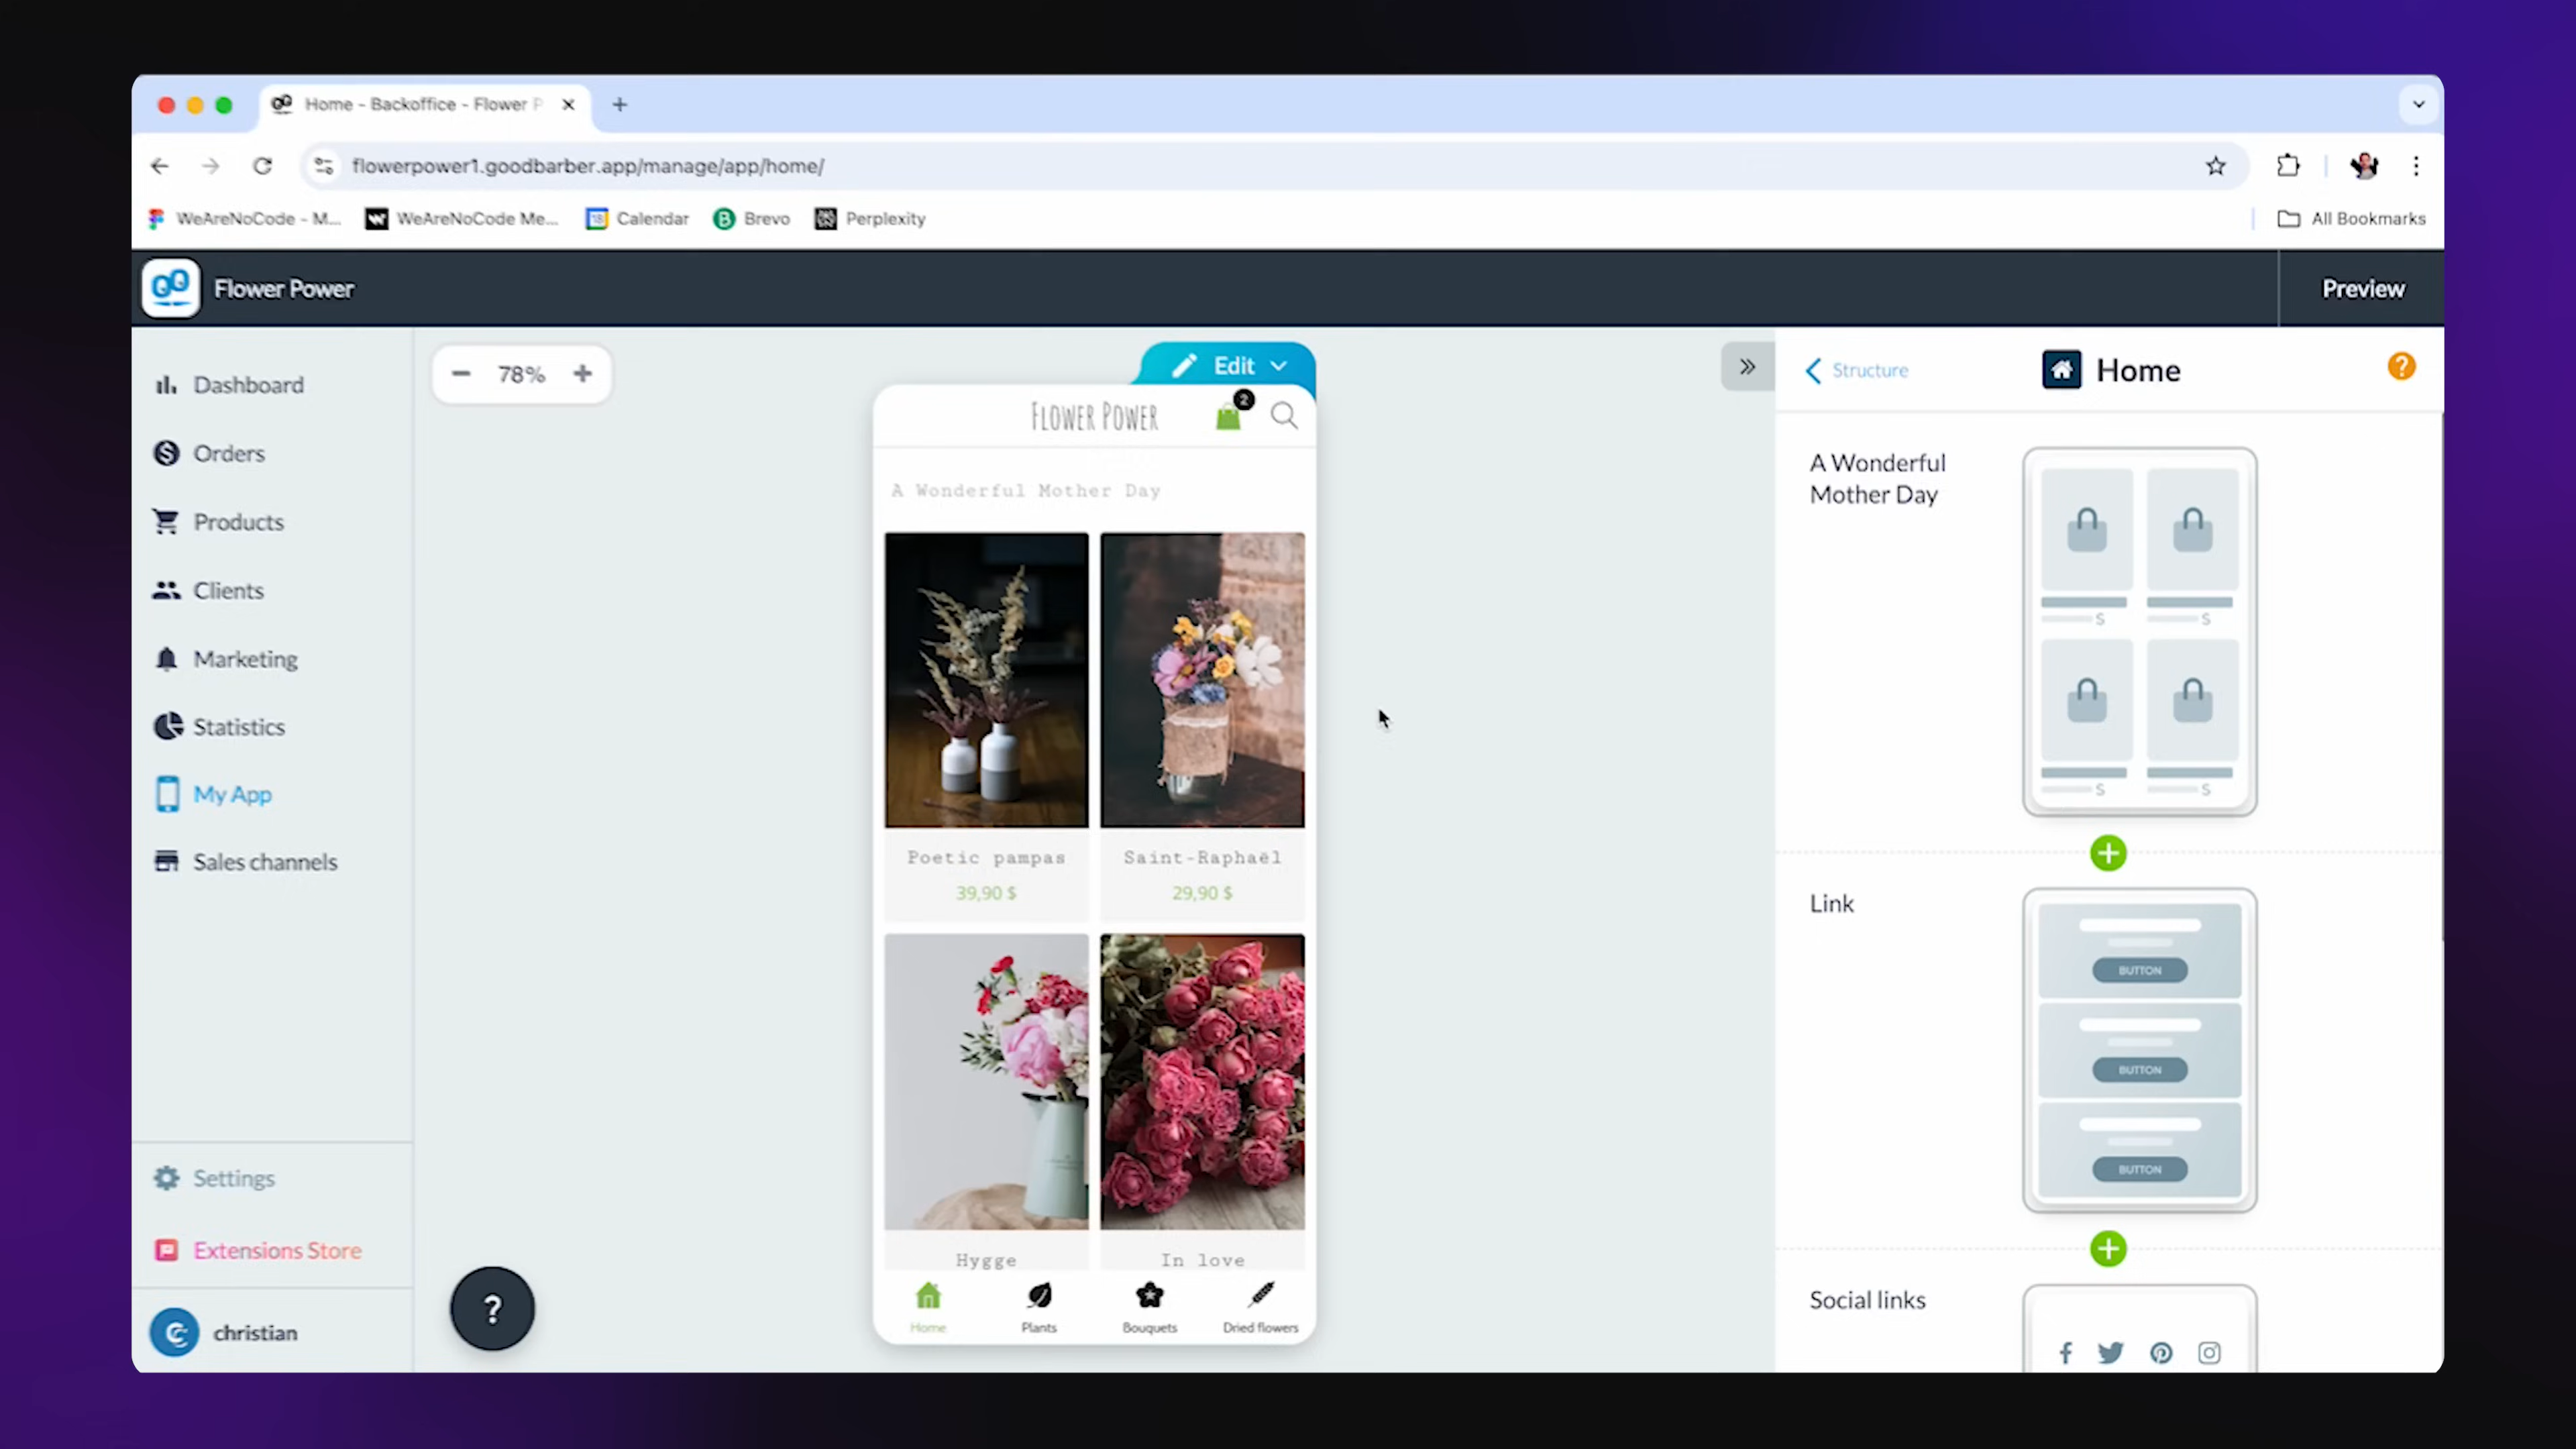 Home - Backoffice - Flower P
flowerpower1.goodbarber.app/manage/app/home/
WeAreNoCode - M...
WeAreNoCode Me...
Calendar
Brevo
Perplexity
All Bookmarks
Flower Power
Preview
Dashboard
Orders
Products
Clients
Marketing
Statistics
My App
Sales channels
Settings
Extensions Store
christian
78%
Edit
FLOWER POWER
2
A Wonderful Mother Day
Poetic pampas
39,90 $
Saint-Raphaël
29,90 $
Hygge
In love
Home
Plants
Bouquets
Dried flowers
?
Structure
Home
?
A Wonderful
Mother Day
S
S
S
S
Link
BUTTON
BUTTON
BUTTON
Social links